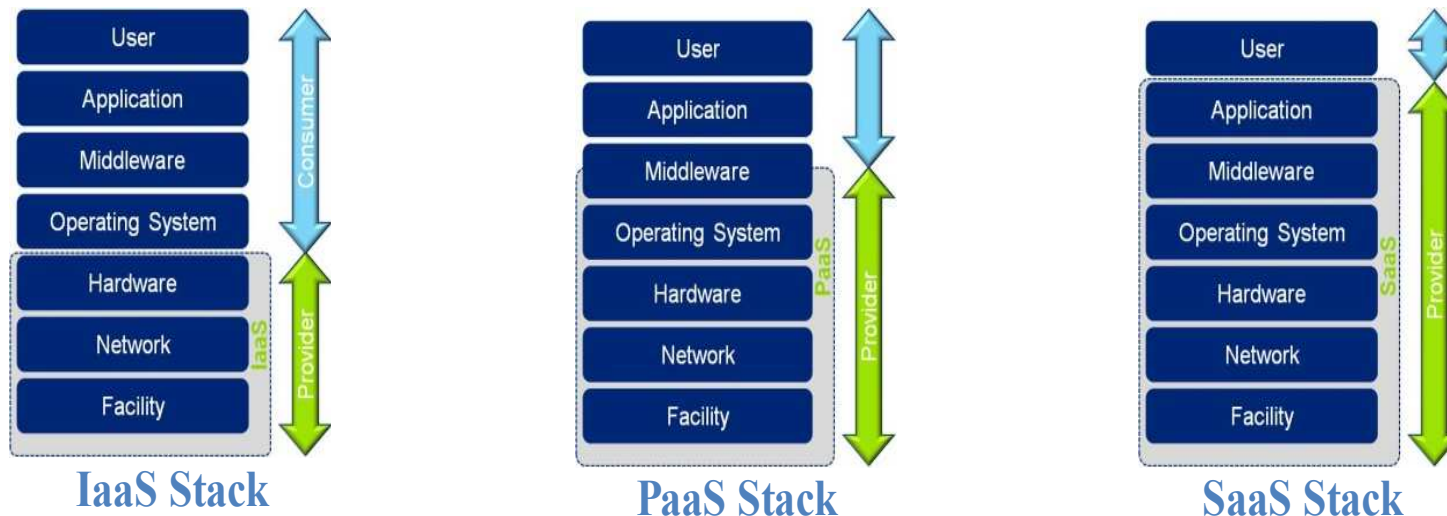 User
Application
Middleware
Operating System
Hardware
Network
Facility
IaaS
Consumer
Provider
IaaS Stack
User
Application
Middleware
Operating System
Hardware
Network
Facility
PaaS
Provider
PaaS Stack
User
Application
Middleware
Operating System
Hardware
Network
Facility
SaaS
Provider
SaaS Stack